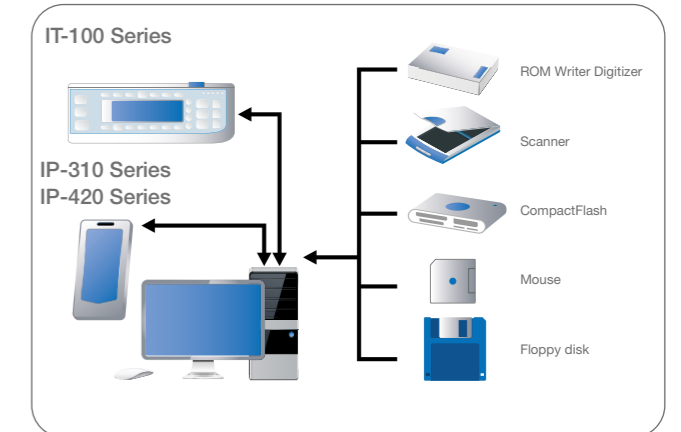 IT-100 Series
IP-310 Series
IP-420 Series
ROM Writer Digitizer
Scanner
CompactFlash
Mouse
Floppy disk